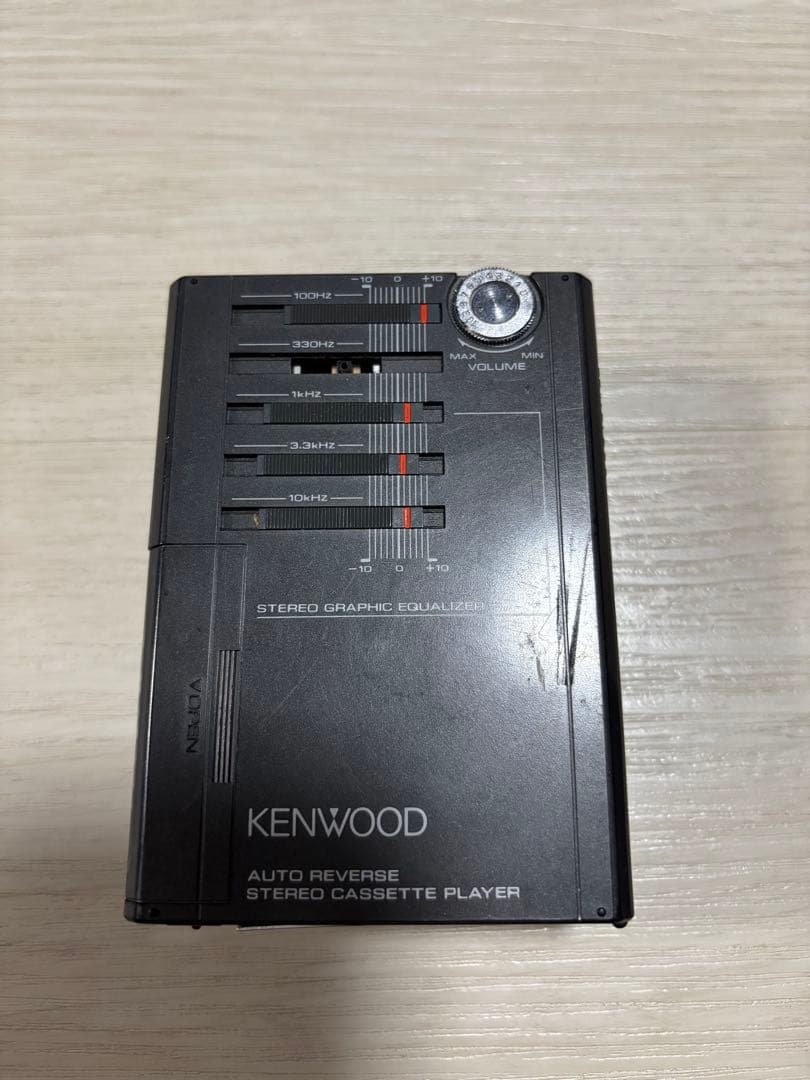 -10 0 +10
100Hz
330Hz
MAX MIN
VOLUME
1kHz
3.3kHz
10kHz
-10 0 +10
STEREO GRAPHIC EQUALIZER
OPEN
KENWOOD
AUTO REVERSE
STEREO CASSETTE PLAYER